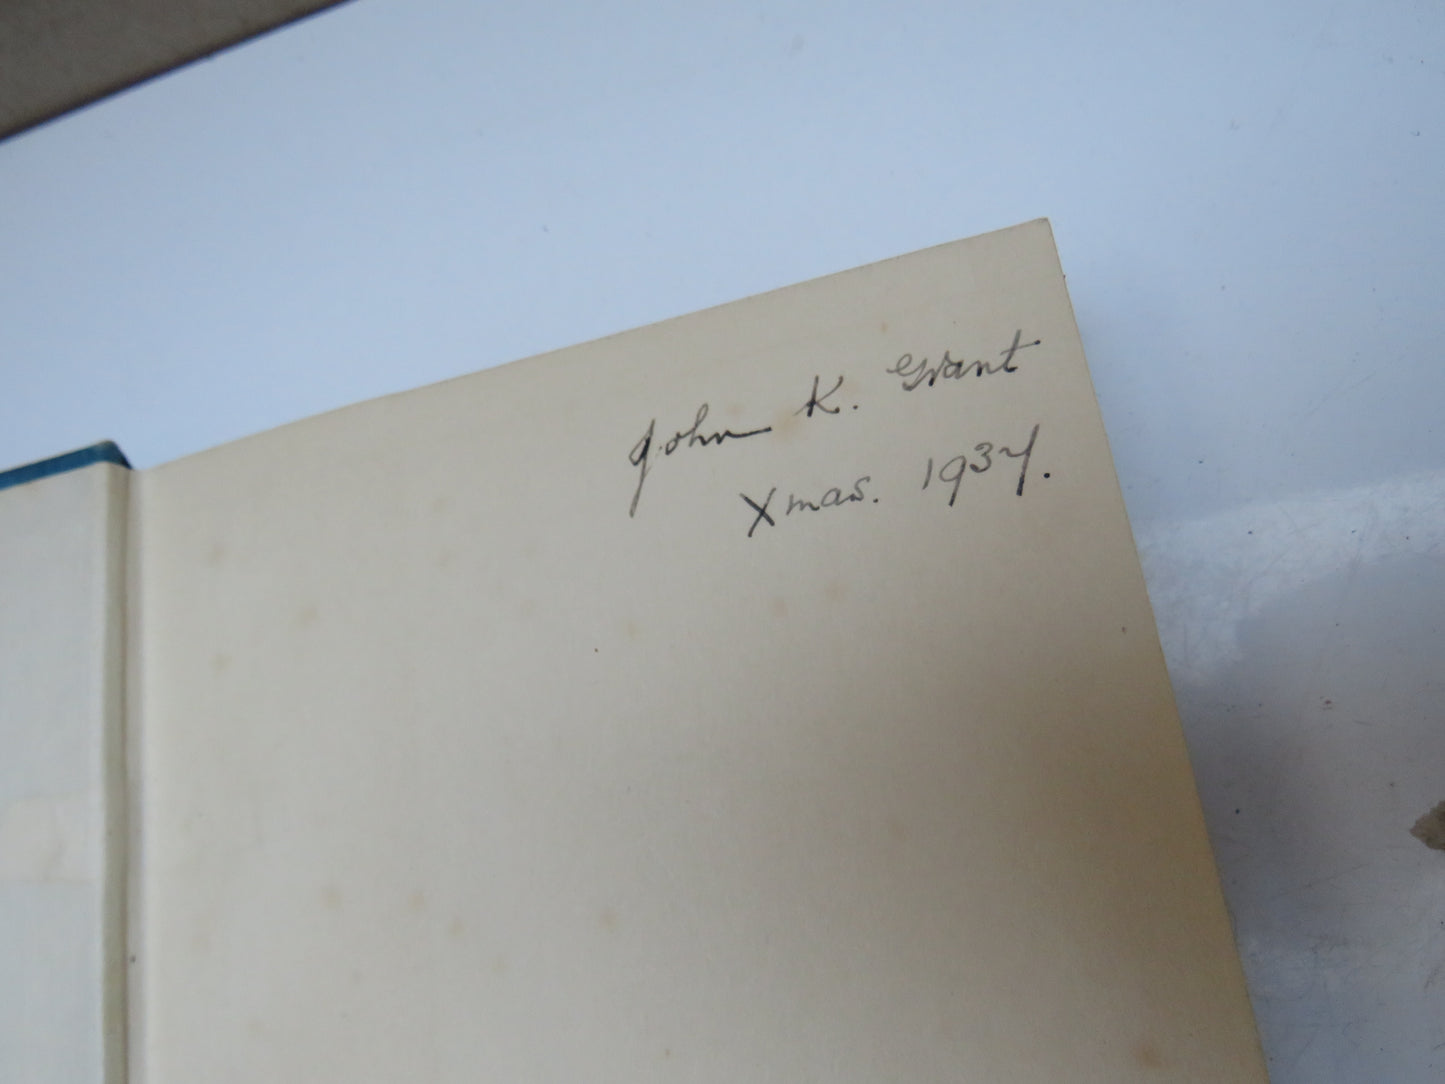 John K. Grant
Xmas. 1937.